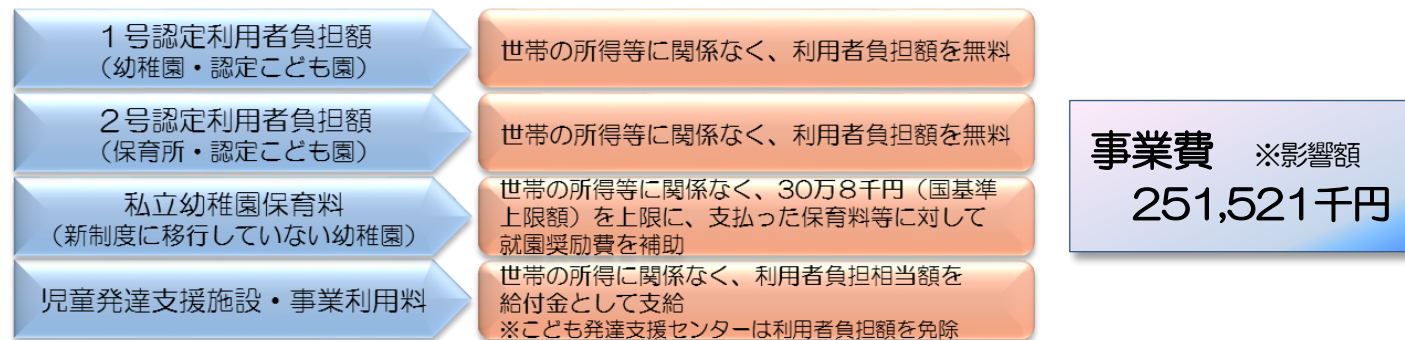 1号認定利用者負担額
(幼稚園・認定こども園)
世帯の所得等に関係なく、利用者負担額を無料
2号認定利用者負担額
(保育所・認定こども園)
世帯の所得等に関係なく、利用者負担額を無料
私立幼稚園保育料
(新制度に移行していない幼稚園)
世帯の所得等に関係なく、30万8千円(国基準
上限額)を上限に、支払った保育料等に対して
就園奨励費を補助
児童発達支援施設・事業利用料
世帯の所得に関係なく、利用者負担相当額を
給付金として支給
※こども発達支援センターは利用者負担額を免除
事業費 ※影響額
251,521千円